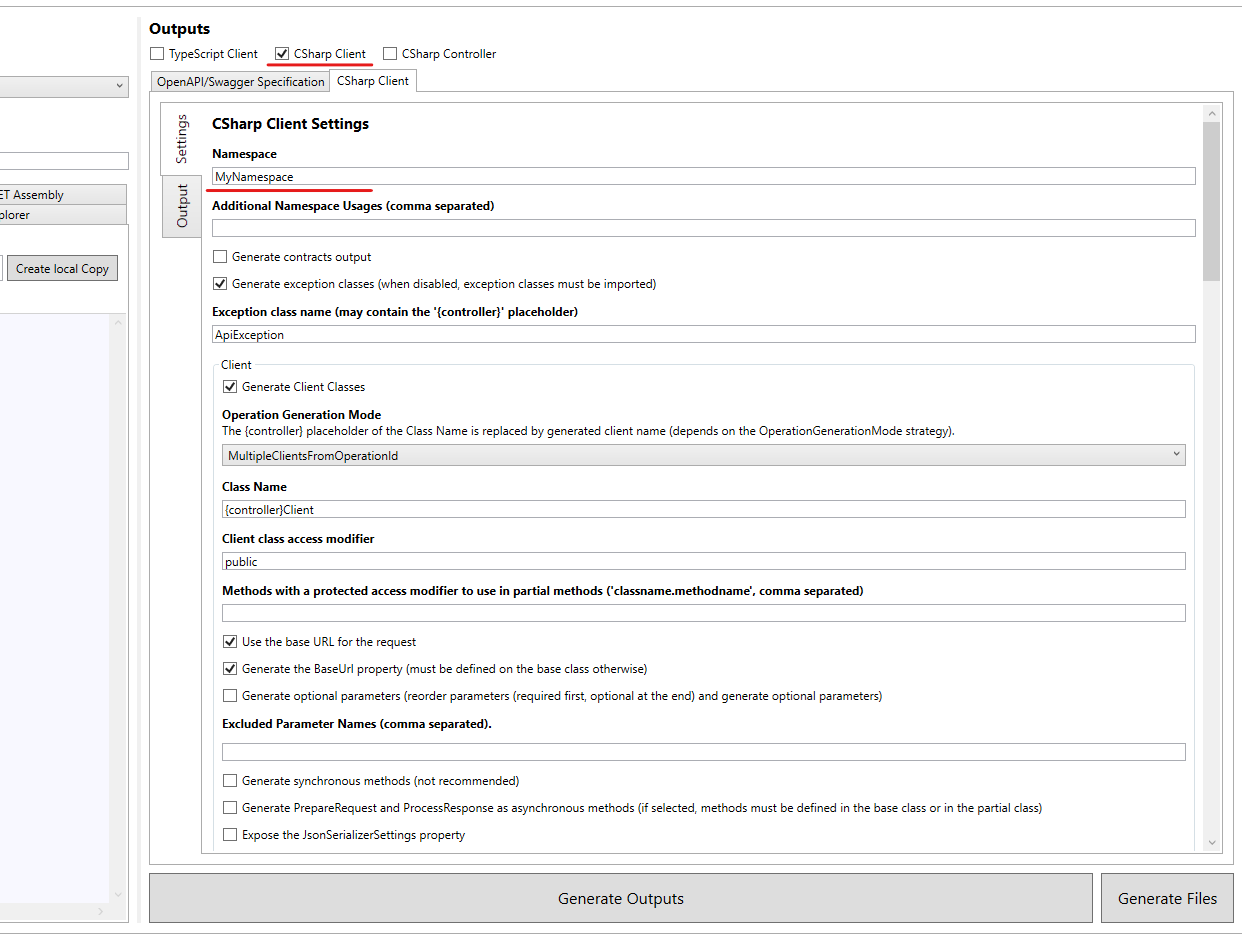 Outputs
TypeScript Client CSharp Client CSharp Controller
OpenAPI/Swagger Specification CSharp Client
Settings
Output
CSharp Client Settings
Namespace
MyNamespace
ET Assembly
plorer
Create local Copy
Additional Namespace Usages (comma separated)
Generate contracts output
Generate exception classes (when disabled, exception classes must be imported)
Exception class name (may contain the '{controller}' placeholder)
ApiException
Client
Generate Client Classes
Operation Generation Mode
The {controller} placeholder of the Class Name is replaced by generated client name (depends on the OperationGenerationMode strategy).
MultipleClientsFromOperationId
Class Name
{controller}Client
Client class access modifier
public
Methods with a protected access modifier to use in partial methods ('classname.methodname', comma separated)
Use the base URL for the request
Generate the BaseUrl property (must be defined on the base class otherwise)
Generate optional parameters (reorder parameters (required first, optional at the end) and generate optional parameters)
Excluded Parameter Names (comma separated).
Generate synchronous methods (not recommended)
Generate PrepareRequest and ProcessResponse as asynchronous methods (if selected, methods must be defined in the base class or in the partial class)
Expose the JsonSerializerSettings property
Generate Outputs
Generate Files